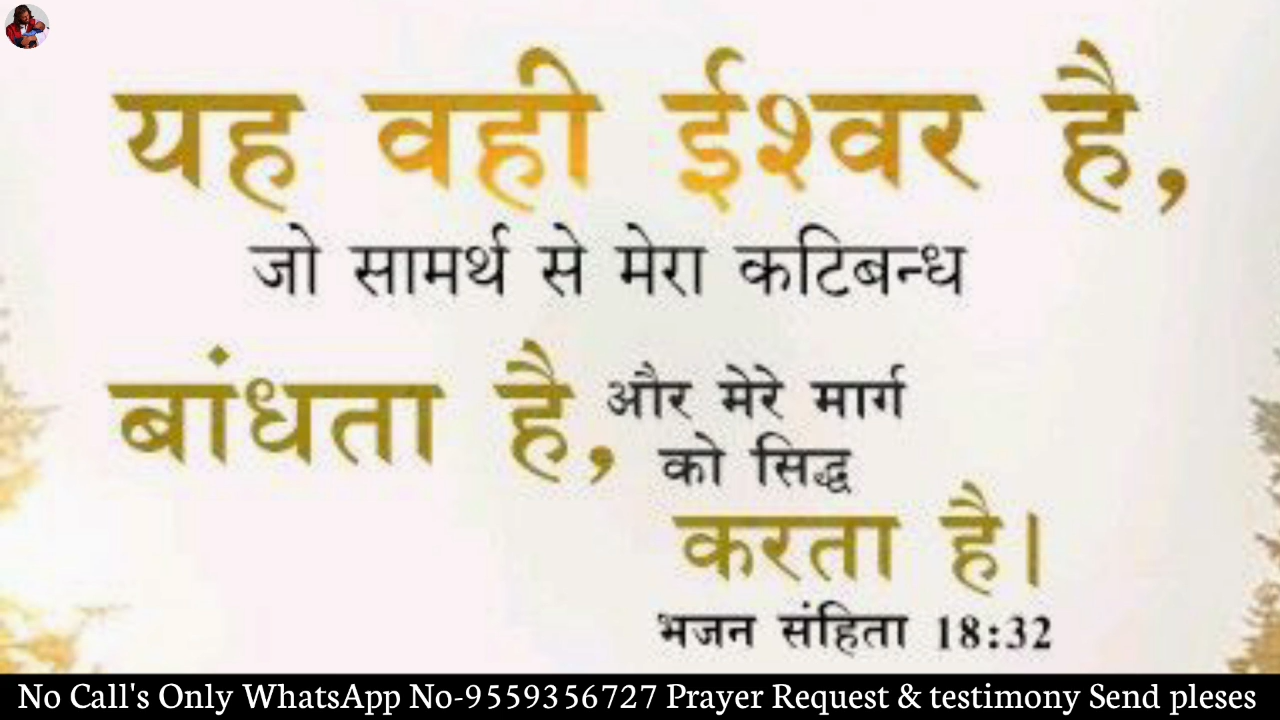 यह वही ईश्वर है,
जो सामर्थ से मेरा कटिबन्ध
बांधता है, और मेरे मार्ग
को सिद्ध
करता है।
भजन संहिता 18:32
No Call's Only WhatsApp No-9559356727 Prayer Request & testimony Send pleses